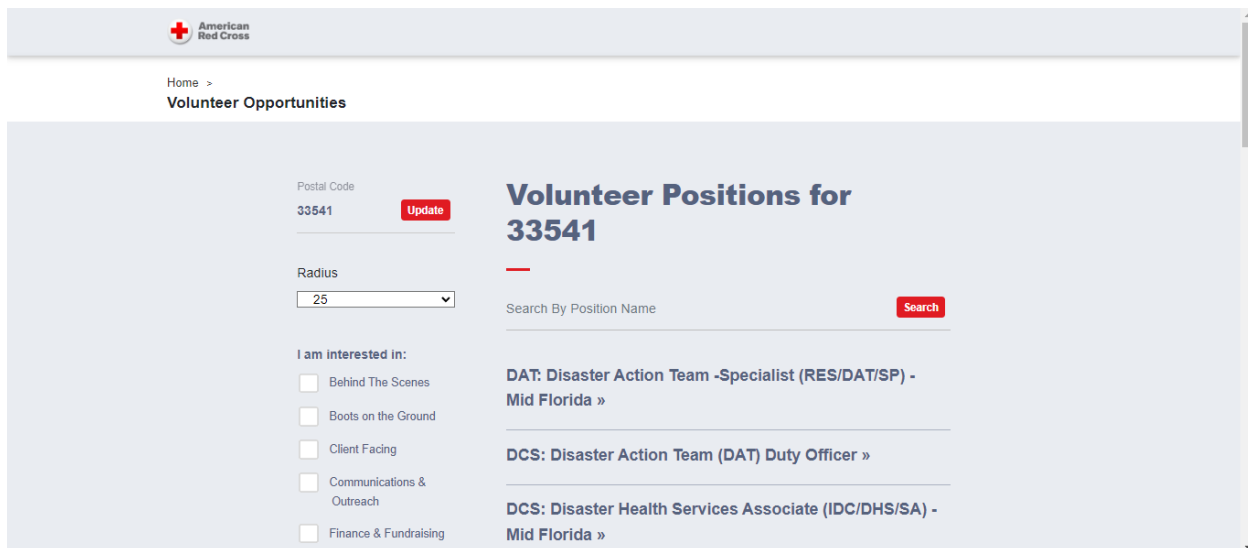 American
Red Cross
Home >
Volunteer Opportunities
Postal Code
33541
Update
Radius
25
I am interested in:
Behind The Scenes
Boots on the Ground
Client Facing
Communications &
Outreach
Finance & Fundraising
Volunteer Positions for
33541
Search By Position Name
Search
DAT: Disaster Action Team -Specialist (RES/DAT/SP) -
Mid Florida »
DCS: Disaster Action Team (DAT) Duty Officer »
DCS: Disaster Health Services Associate (IDC/DHS/SA) -
Mid Florida »